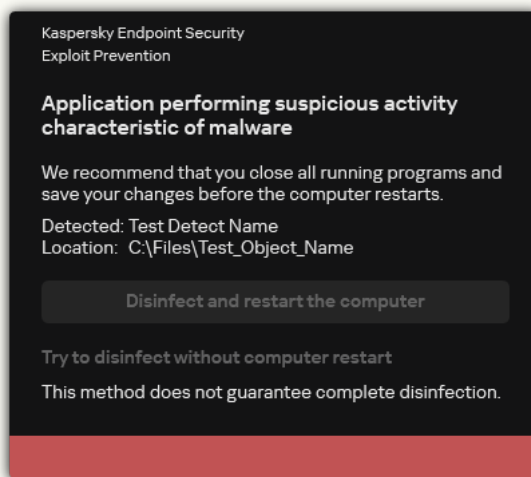 Kaspersky Endpoint Security
Exploit Prevention
Application performing suspicious activity
characteristic of malware
We recommend that you close all running programs and
save your changes before the computer restarts.
Detected: Test Detect Name
Location: C:\Files\Test_Object_Name
Disinfect and restart the computer
Try to disinfect without computer restart
This method does not guarantee complete disinfection.